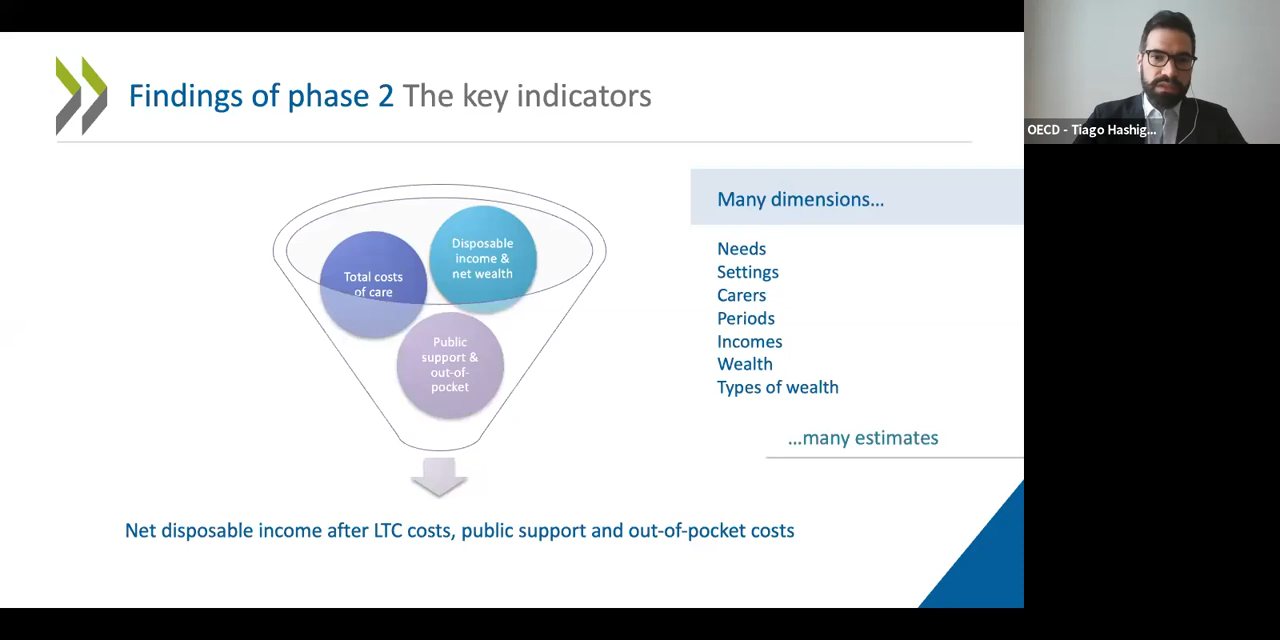 Findings of phase 2 The key indicators
OECD - Tiago Hashig...
Disposable
income &
net wealth
Total costs
of care
Public
support &
out-of-
pocket
Net disposable income after LTC costs, public support and out-of-pocket costs
Many dimensions...
Needs
Settings
Carers
Periods
Incomes
Wealth
Types of wealth
...many estimates